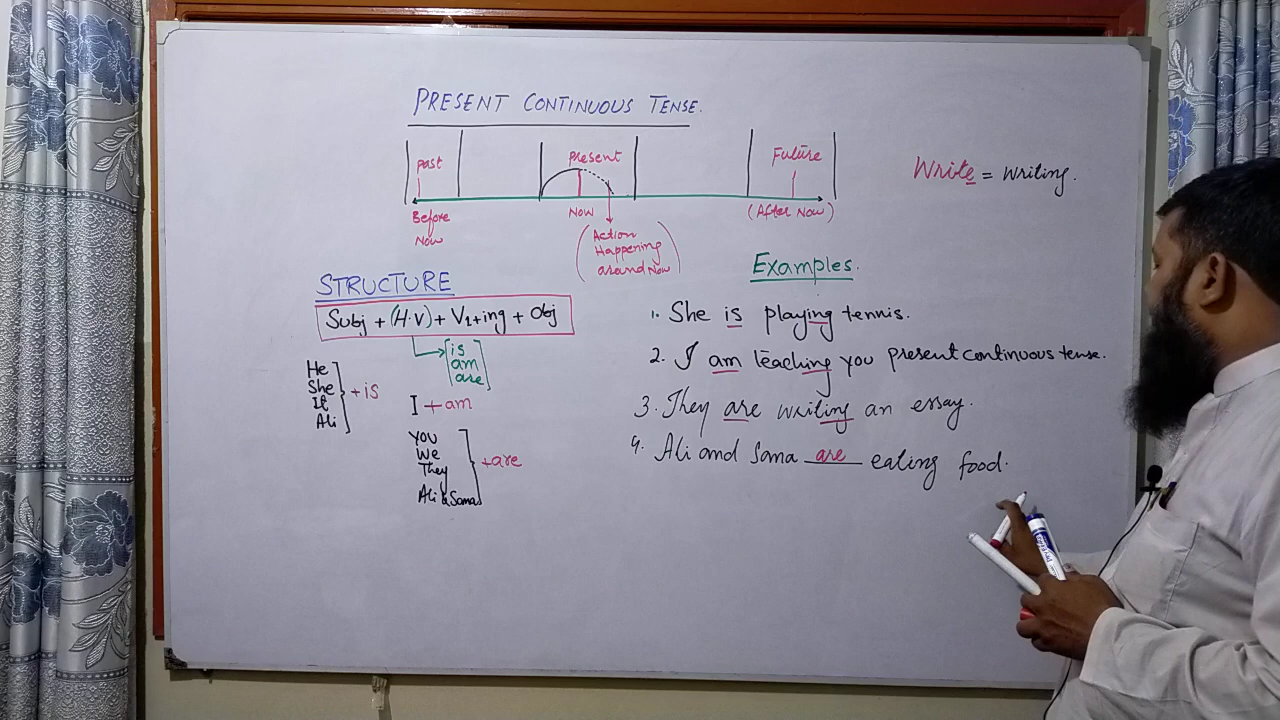 PRESENT CONTINUOUS TENSE.
Past
Present
Future
Before
Now
Now
(After Now)
(Action
Happening
around Now)
Write = writing.
STRUCTURE
Subj + (H.V) + V1+ing + Obj
is
am
are
He
She
It
Ali
+is
I +am
You
We
They
Ali & Sama
+are
Examples.
1. She is playing tennis.
2. I am teaching you present continuous tense.
3. They are writing an essay.
4. Ali and Sama are eating food.